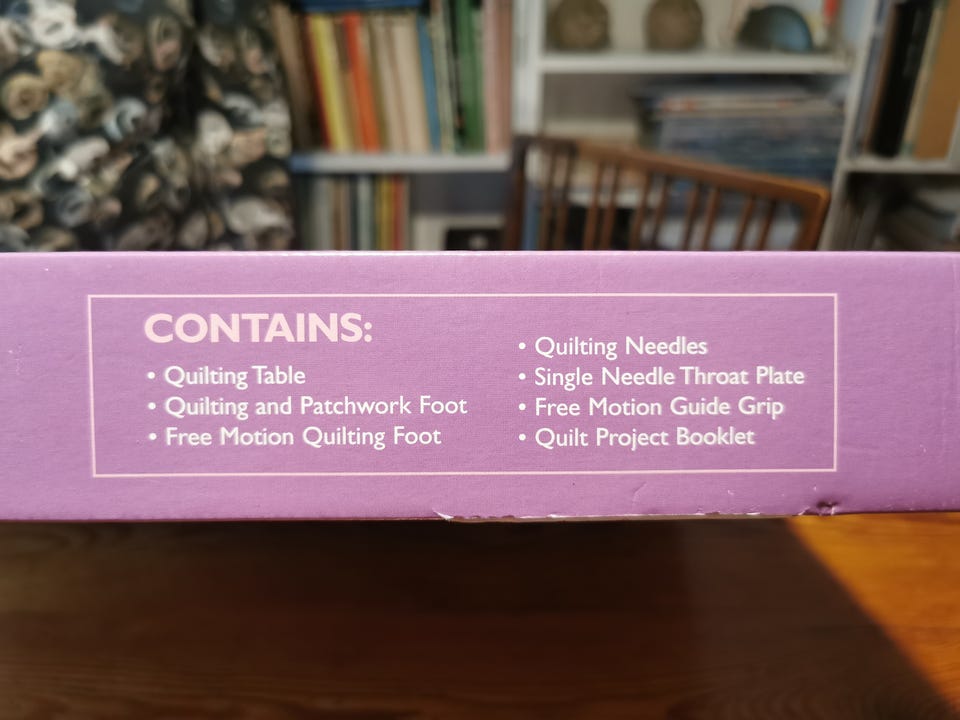 CONTAINS:
• Quilting Table
• Quilting and Patchwork Foot
• Free Motion Quilting Foot
• Quilting Needles
• Single Needle Throat Plate
• Free Motion Guide Grip
• Quilt Project Booklet